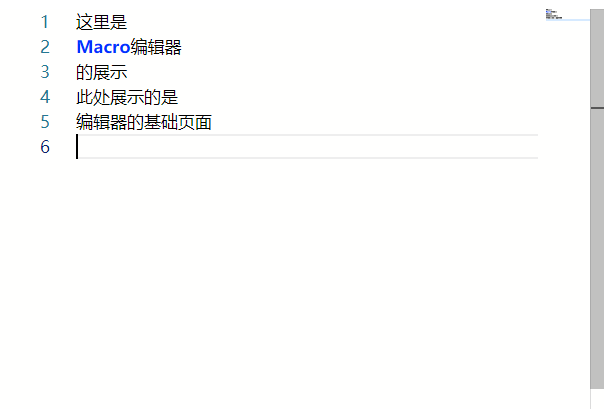 1 这里是
2 Macro编辑器
3 的展示
4 此处展示的是
5 编辑器的基础页面
6